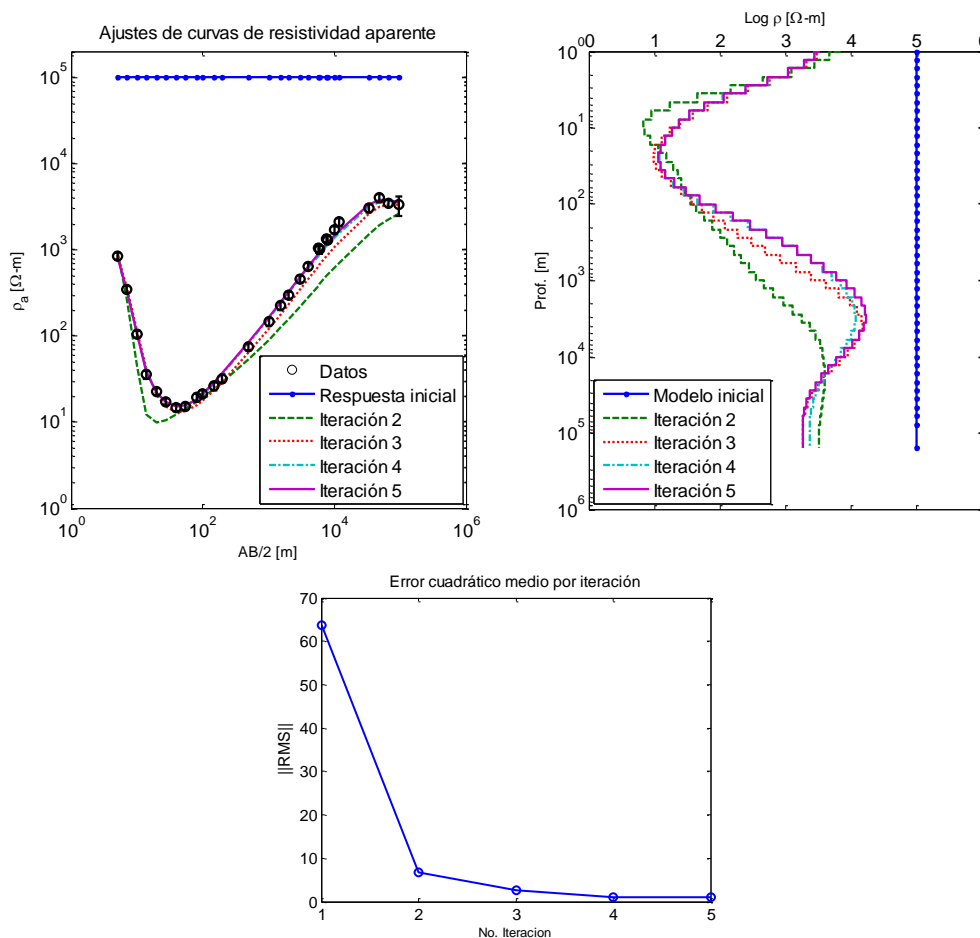 Ajustes de curvas de resistividad aparente
10^5
10^4
10^3
10^2
10^1
10^0
ρ_a [Ω-m]
Datos
Respuesta inicial
Iteración 2
Iteración 3
Iteración 4
Iteración 5
10^0 10^2 10^4 10^6
AB/2 [m]
Log ρ [Ω-m]
0 1 2 3 4 5 6
10^0
10^1
10^2
10^3
10^4
10^5
10^6
Prof. [m]
Modelo inicial
Iteración 2
Iteración 3
Iteración 4
Iteración 5
Error cuadrático medio por iteración
70
60
50
40
30
20
10
0
||RMS||
1 2 3 4 5
No. Iteracion